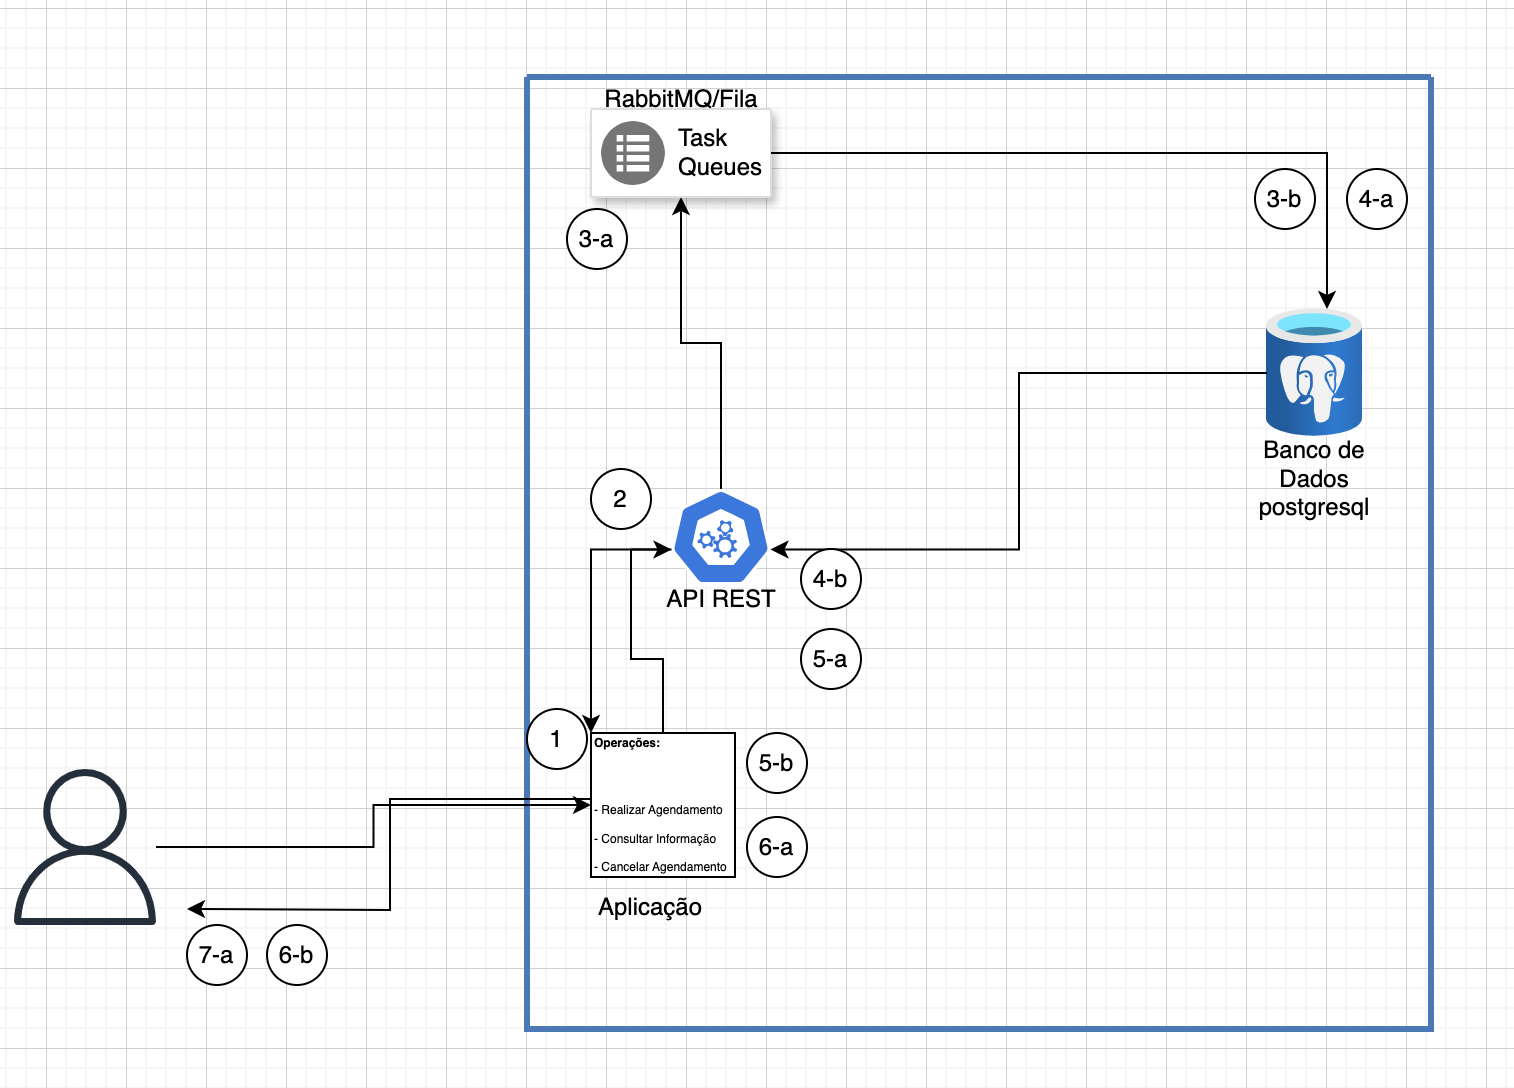 RabbitMQ/Fila
Task
Queues
3-b
4-a
3-a
Banco de
Dados
postgresql
2
4-b
API REST
5-a
1
Operações:
5-b
- Realizar Agendamento
- Consultar Informação
- Cancelar Agendamento
6-a
Aplicação
7-a
6-b